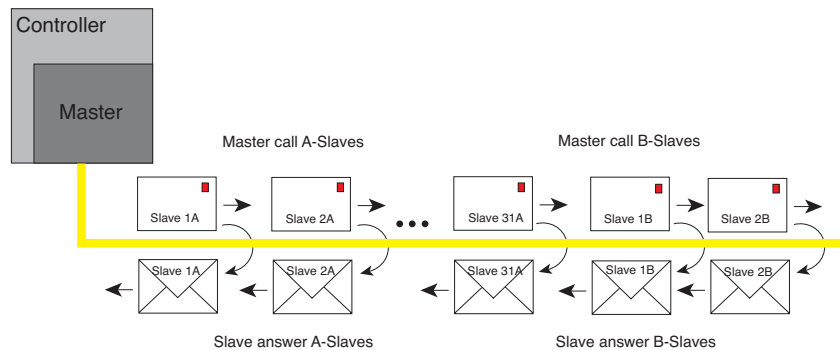 Controller
Master
Master call A-Slaves
Master call B-Slaves
Slave 1A
Slave 2A
Slave 31A
Slave 1B
Slave 2B
Slave 1A
Slave 2A
Slave 31A
Slave 1B
Slave 2B
Slave answer A-Slaves
Slave answer B-Slaves